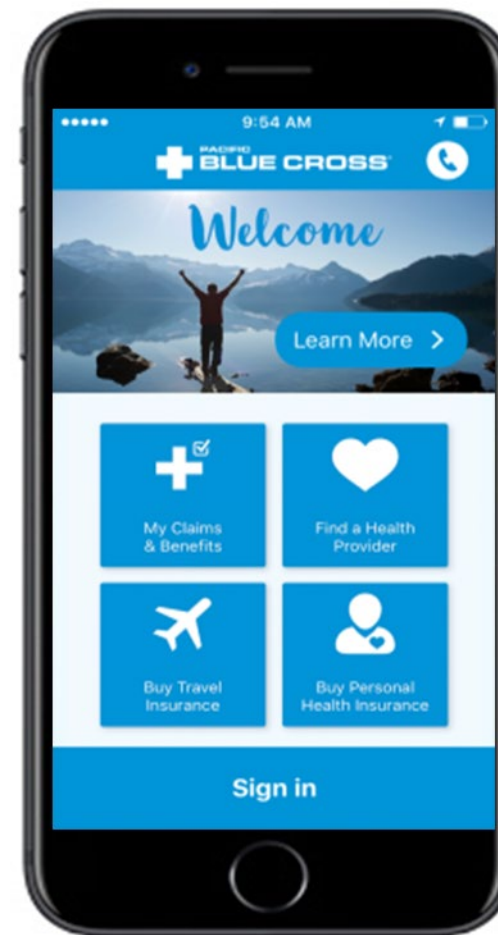 9:54 AM
PACIFIC
BLUE CROSS
Welcome
Learn More
My Claims
& Benefits
Find a Health
Provider
Buy Travel
Insurance
Buy Personal
Health Insurance
Sign in